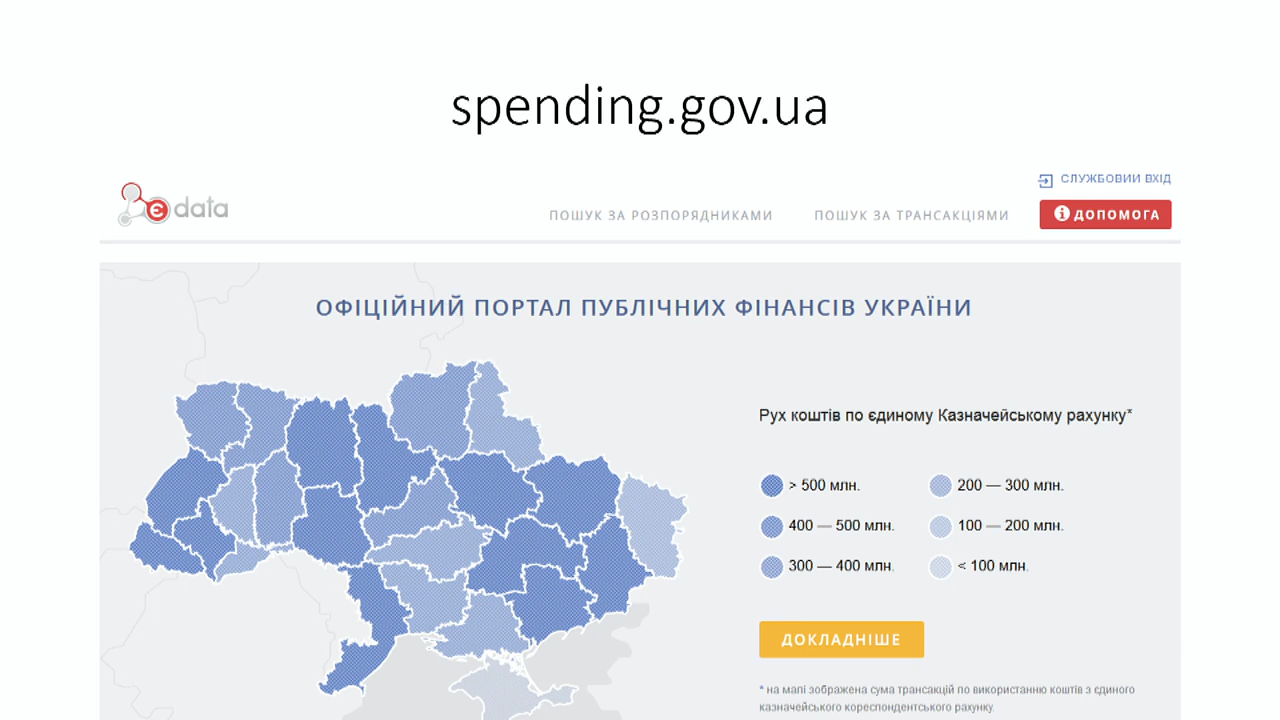 spending.gov.ua
СЛУЖБОВИЙ ВХІД
єdata
ПОШУК ЗА РОЗПОРЯДНИКАМИ
ПОШУК ЗА ТРАНСАКЦІЯМИ
ДОПОМОГА
ОФІЦІЙНИЙ ПОРТАЛ ПУБЛІЧНИХ ФІНАНСІВ УКРАЇНИ
Рух коштів по єдиному Казначейському рахунку*
> 500 млн.
200 — 300 млн.
400 — 500 млн.
100 — 200 млн.
300 — 400 млн.
< 100 млн.
ДОКЛАДНІШЕ
* на мапі зображена сума трансакцій по використанню коштів з єдиного
казначейського кореспондентського рахунку.